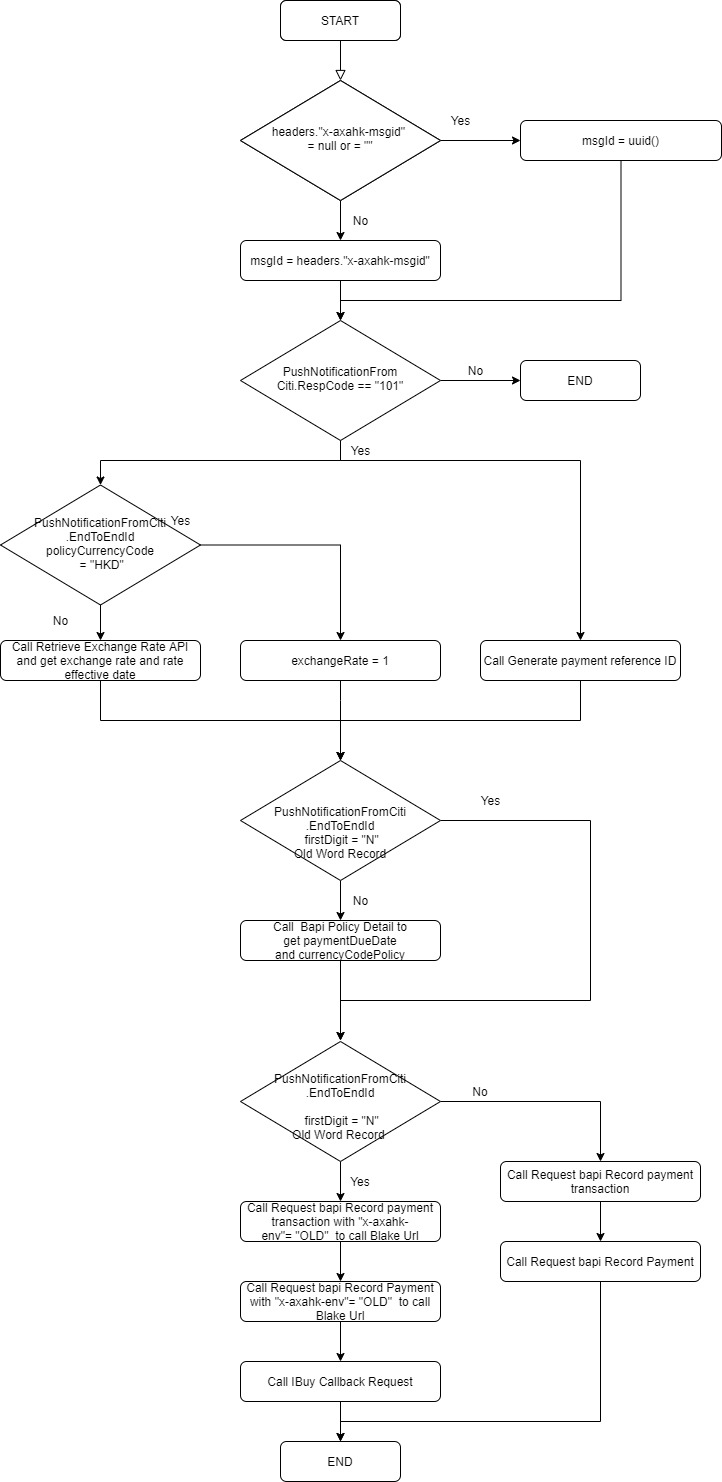 START
headers."x-axahk-msgid"
= null or = ""
Yes
msgId = uuid()
No
msgId = headers."x-axahk-msgid"
PushNotificationFrom
Citi.RespCode == "101"
No
END
Yes
PushNotificationFromCiti
.EndToEndId
policyCurrencyCode
= "HKD"
Yes
No
Call Retrieve Exchange Rate API
and get exchange rate and rate
effective date
exchangeRate = 1
Call Generate payment reference ID
PushNotificationFromCiti
.EndToEndId
firstDigit = "N"
Old Word Record
Yes
No
Call Bapi Policy Detail to
get paymentDueDate
and currencyCodePolicy
PushNotificationFromCiti
.EndToEndId
firstDigit = "N"
Old Word Record
No
Yes
Call Request bapi Record payment
transaction
Call Request bapi Record payment
transaction with "x-axahk-
env"= "OLD" to call Blake Url
Call Request bapi Record Payment
Call Request bapi Record Payment
with "x-axahk-env"= "OLD" to call
Blake Url
Call IBuy Callback Request
END